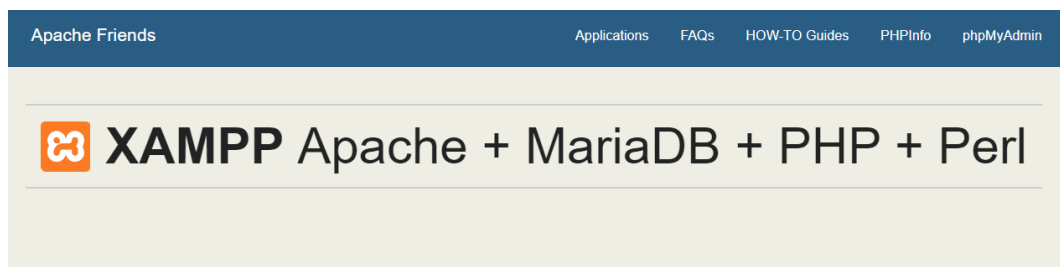 Apache Friends Applications FAQs HOW-TO Guides PHPInfo phpMyAdmin
XAMPP Apache + MariaDB + PHP + Perl